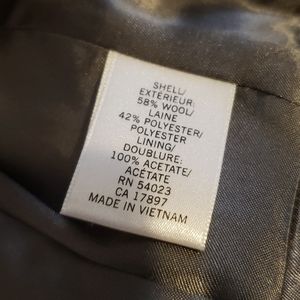 SHELL/
EXTÉRIEUR:
58% WOOL/
LAINE
42% POLYESTER/
POLYESTER
LINING/
DOUBLURE:
100% ACETATE/
ACÉTATE
RN 54023
CA 17897
MADE IN VIETNAM